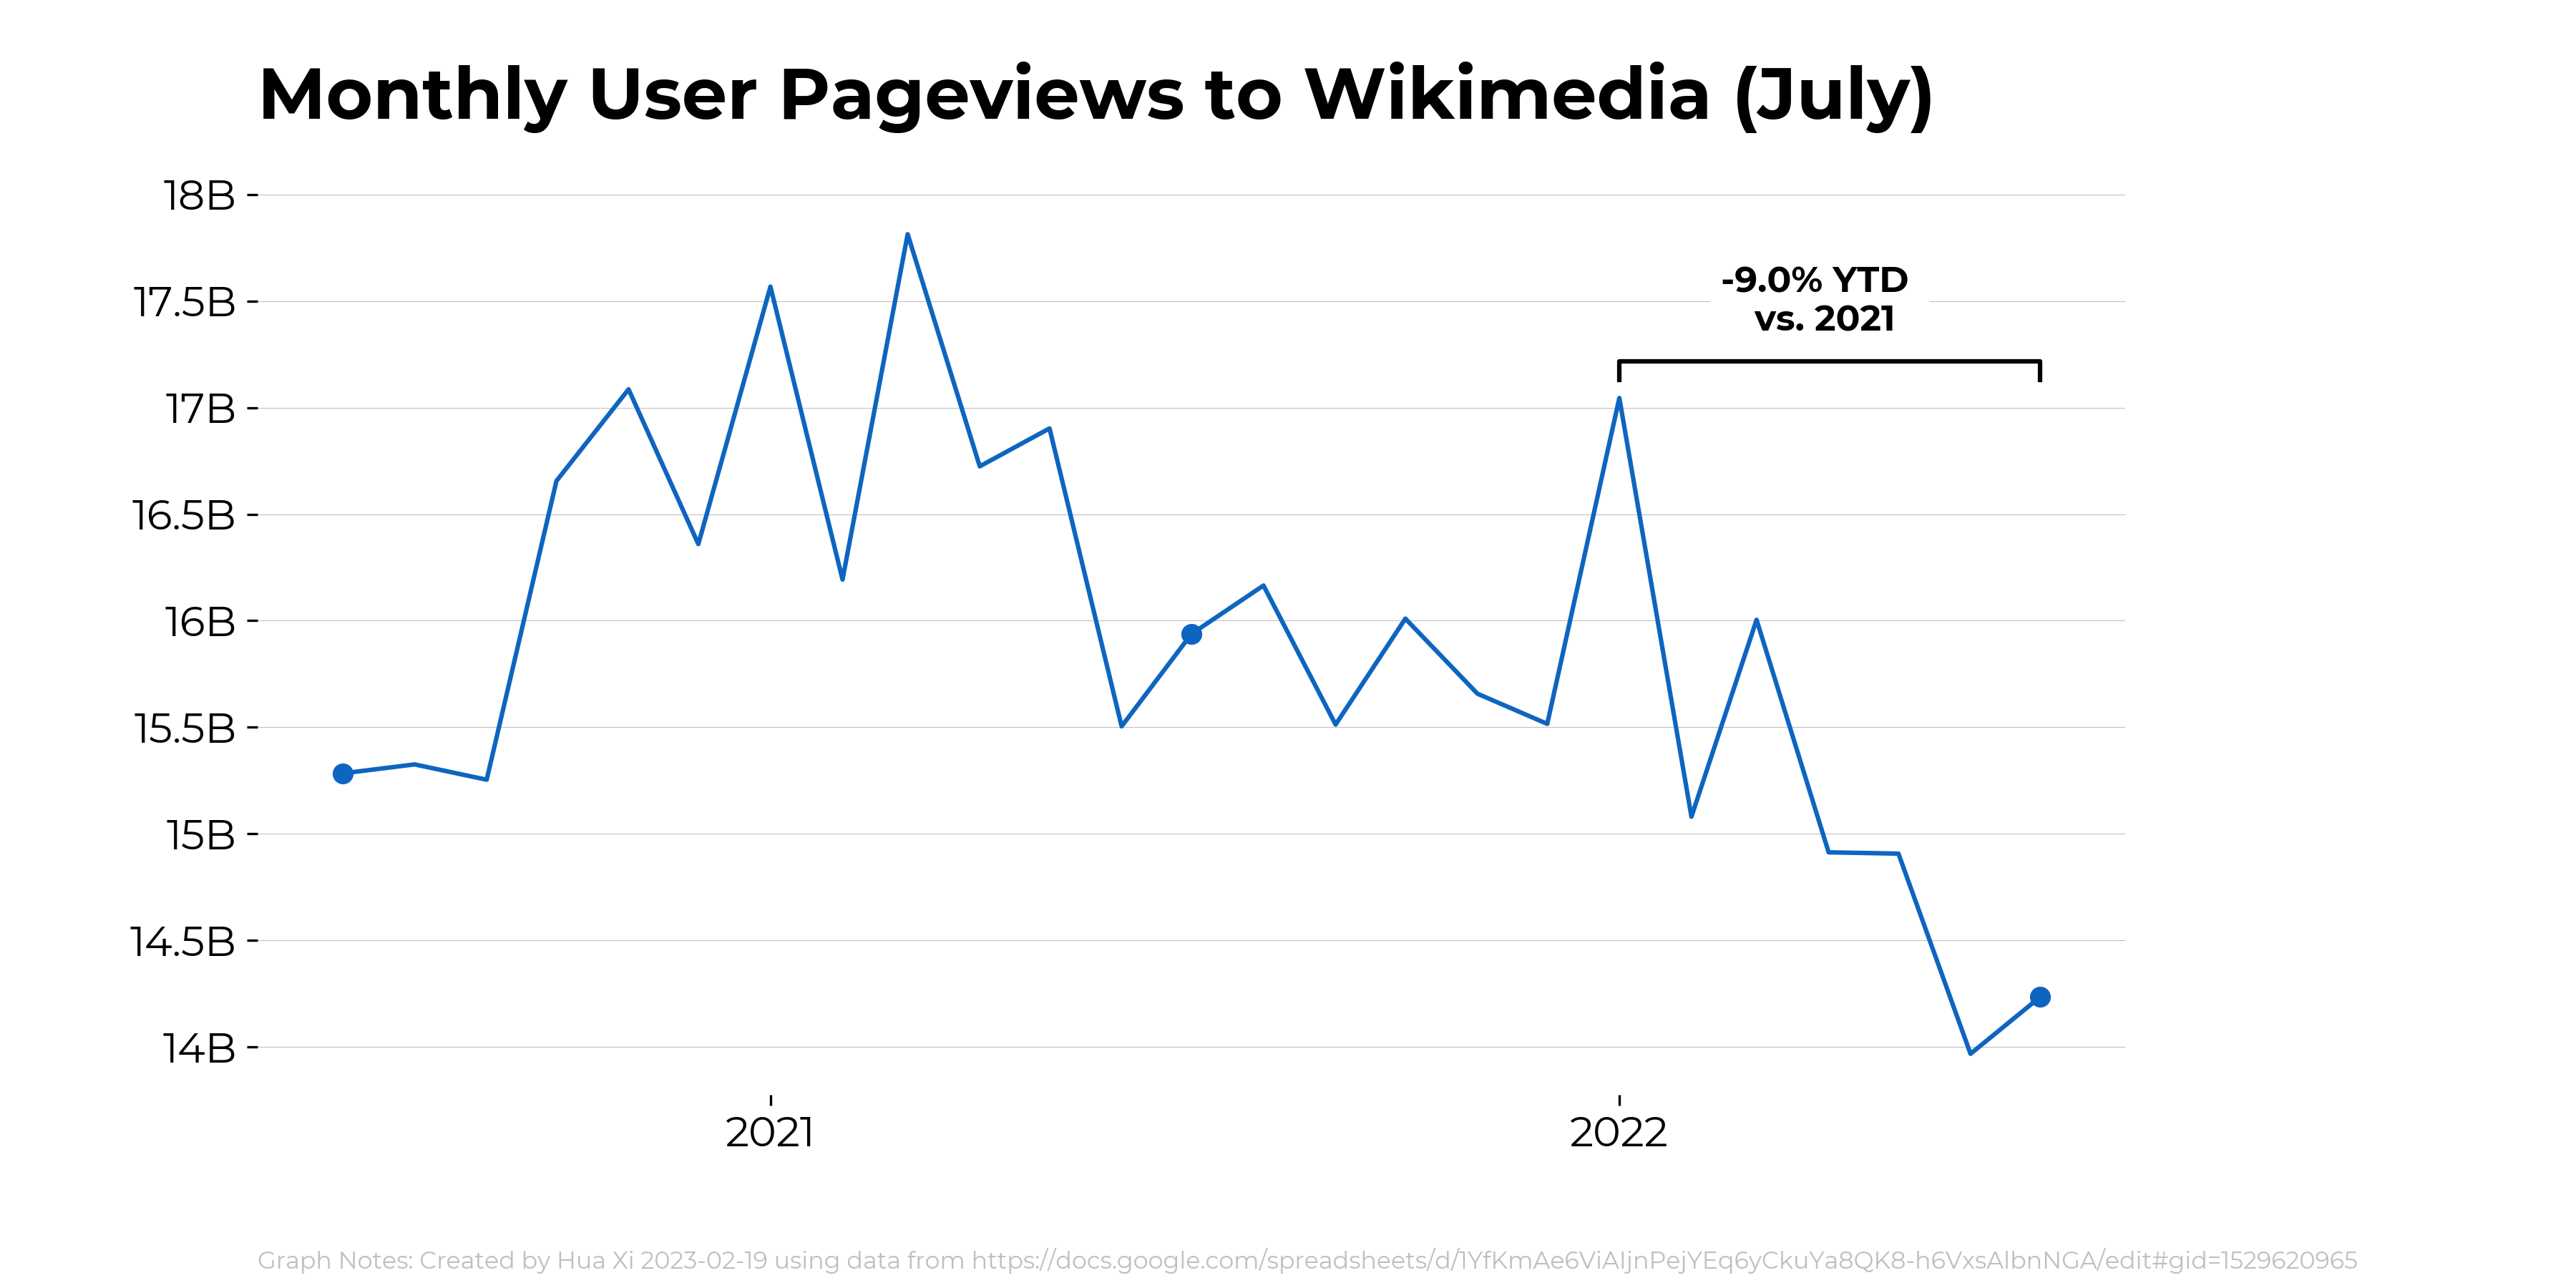 Monthly User Pageviews to Wikimedia (July)
18B
17.5B
17B
16.5B
16B
15.5B
15B
14.5B
14B
-9.0% YTD
vs. 2021
2021
2022
Graph Notes: Created by Hua Xi 2023-02-19 using data from https://docs.google.com/spreadsheets/d/1YfKmAe6ViAIjnPejYEq6yCkuYa8QK8-h6VxsAlbnNGA/edit#gid=1529620965